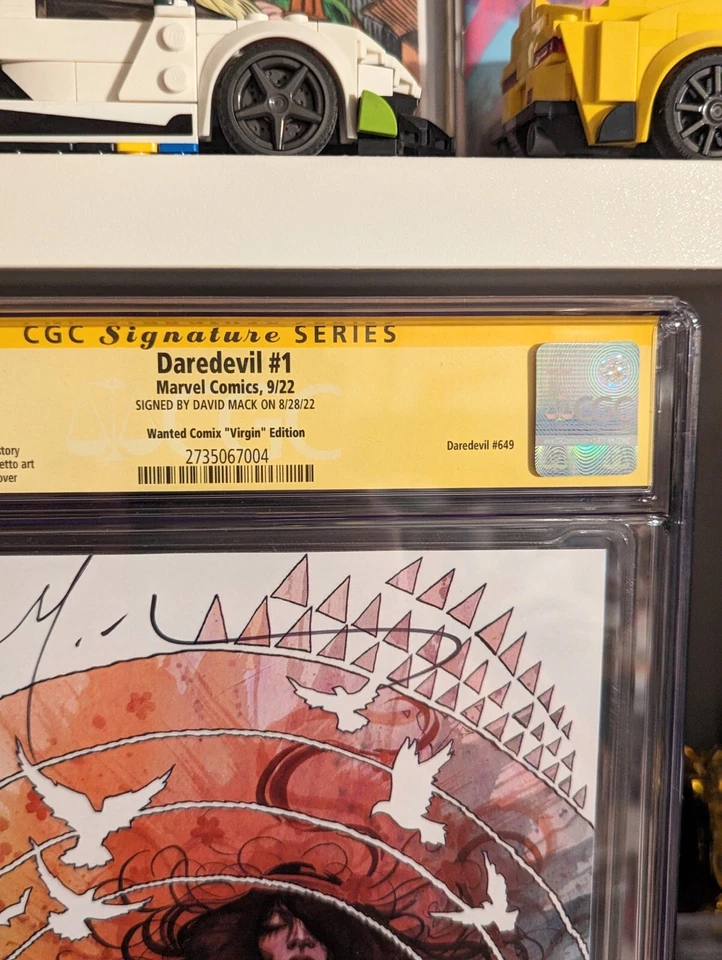 CGC Signature SERIES
Daredevil #1
Marvel Comics, 9/22
SIGNED BY DAVID MACK ON 8/28/22
Wanted Comix "Virgin" Edition
2735067004
Daredevil #649
story
etto art
over
CGC